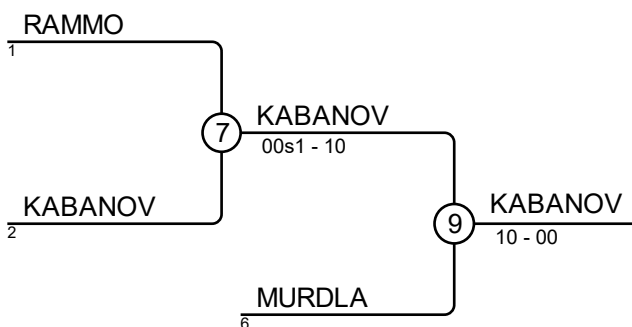 RAMMO
1
7
KABANOV
00s1 - 10
KABANOV
2
9
KABANOV
10 - 00
MURDLA
6